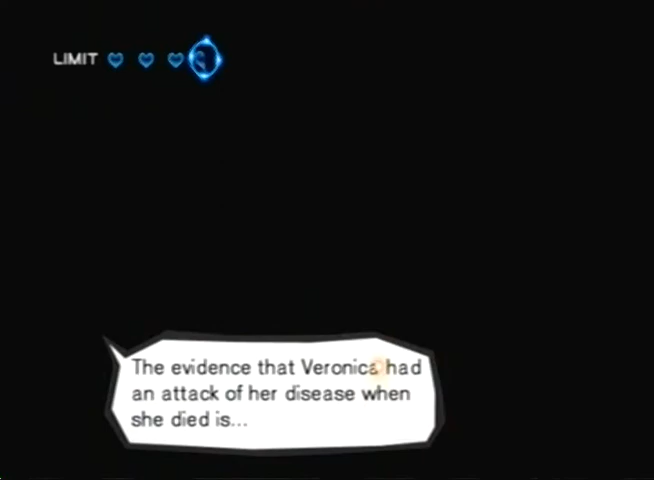 LIMIT
The evidence that Veronica had
an attack of her disease when
she died is...